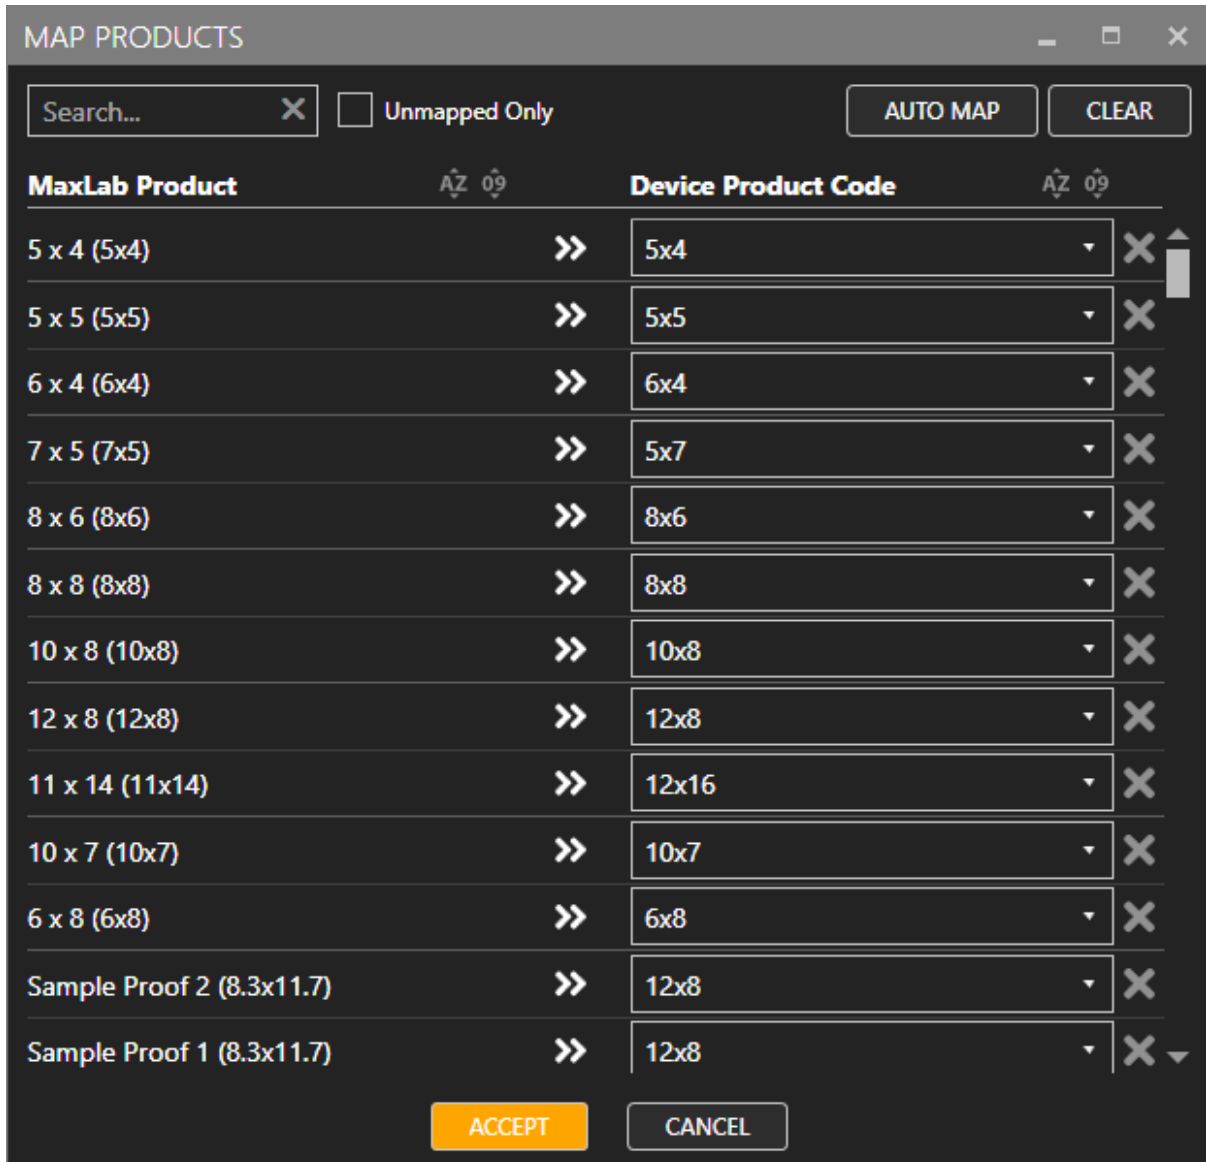 MAP PRODUCTS
Search... Unmapped Only AUTO MAP CLEAR
MaxLab Product AZ 09 Device Product Code AZ 09
5 x 4 (5x4) 5x4
5 x 5 (5x5) 5x5
6 x 4 (6x4) 6x4
7 x 5 (7x5) 5x7
8 x 6 (8x6) 8x6
8 x 8 (8x8) 8x8
10 x 8 (10x8) 10x8
12 x 8 (12x8) 12x8
11 x 14 (11x14) 12x16
10 x 7 (10x7) 10x7
6 x 8 (6x8) 6x8
Sample Proof 2 (8.3x11.7) 12x8
Sample Proof 1 (8.3x11.7) 12x8
ACCEPT CANCEL